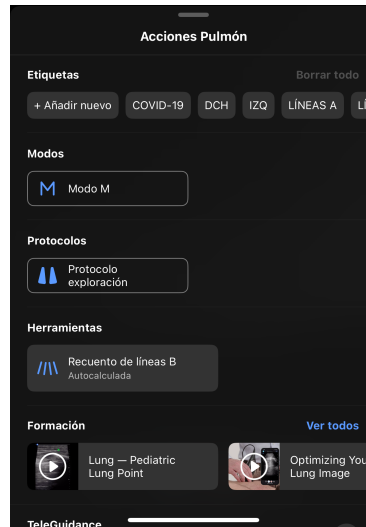 Acciones Pulmón
Etiquetas Borrar todo
+ Añadir nuevo COVID-19 DCH IZQ LÍNEAS A LÍ
Modos
M Modo M
Protocolos
Protocolo
exploración
Herramientas
Recuento de líneas B
Autocalculada
Formación Ver todos
Lung — Pediatric
Lung Point
Optimizing You
Lung Image
TeleGuidance